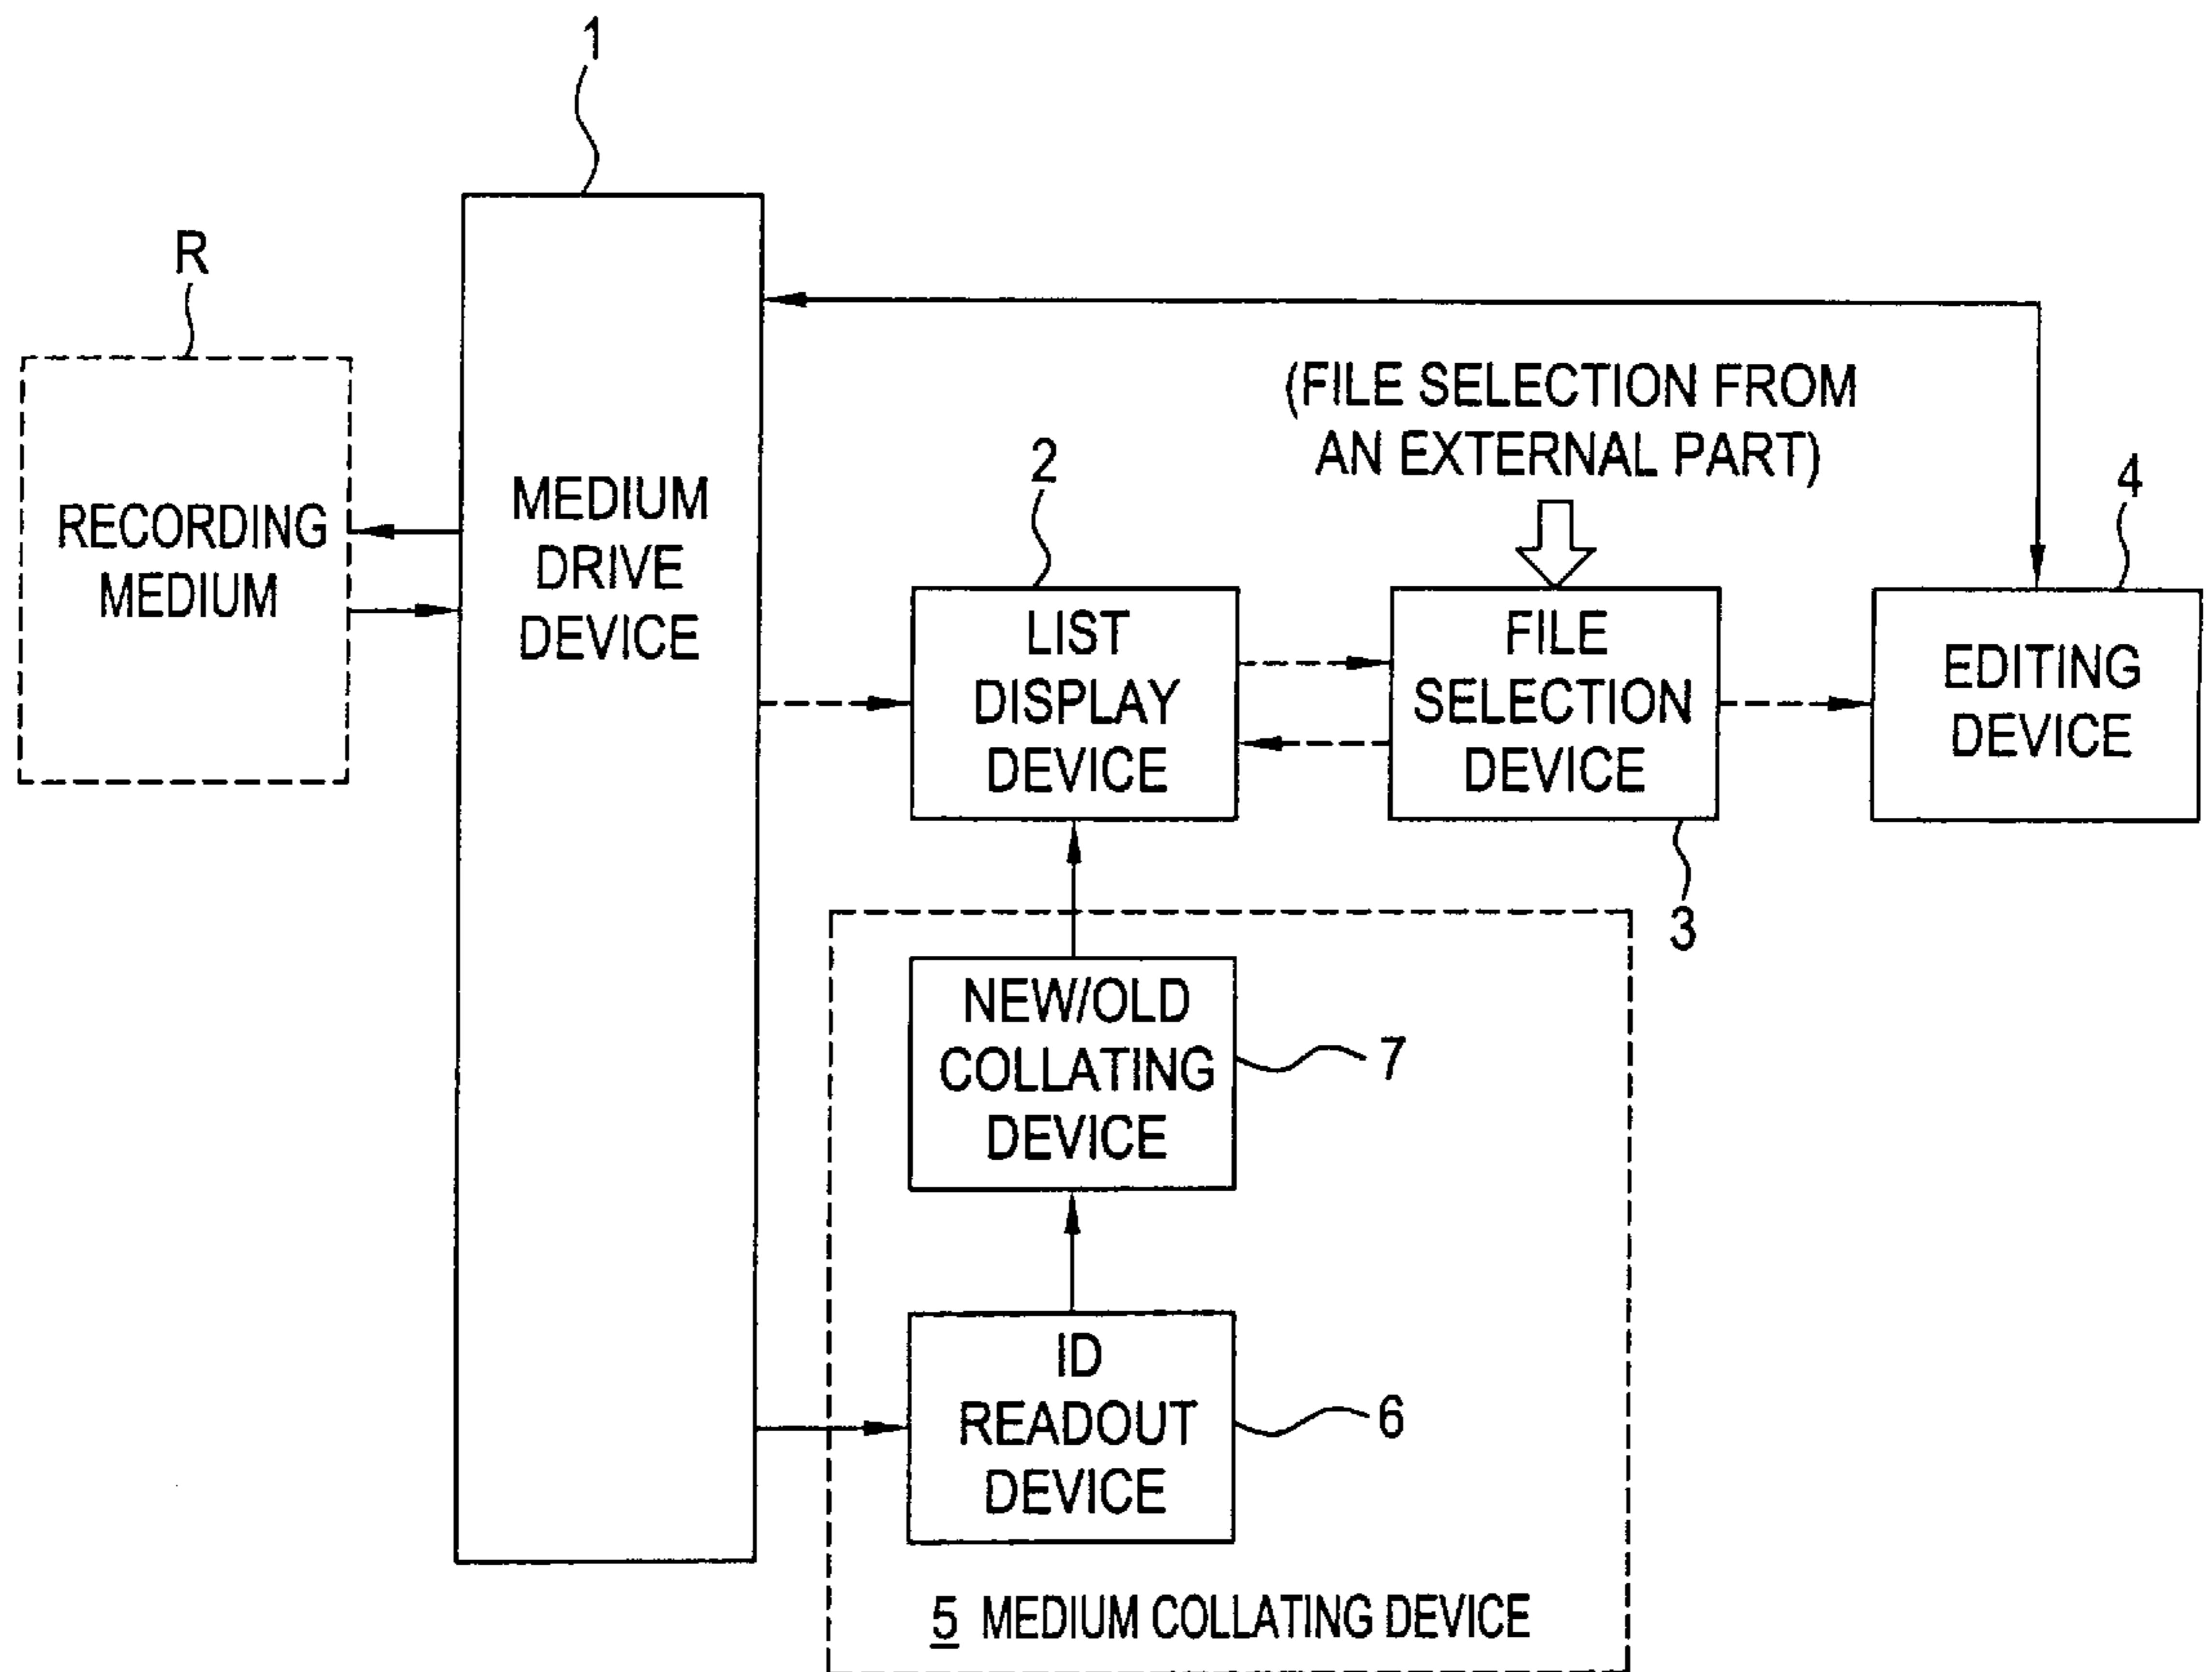 1
R
RECORDING
MEDIUM
MEDIUM
DRIVE
DEVICE
(FILE SELECTION FROM
AN EXTERNAL PART)
2
LIST
DISPLAY
DEVICE
FILE
SELECTION
DEVICE
3
4
EDITING
DEVICE
NEW/OLD
COLLATING
DEVICE
7
ID
READOUT
DEVICE
6
5 MEDIUM COLLATING DEVICE